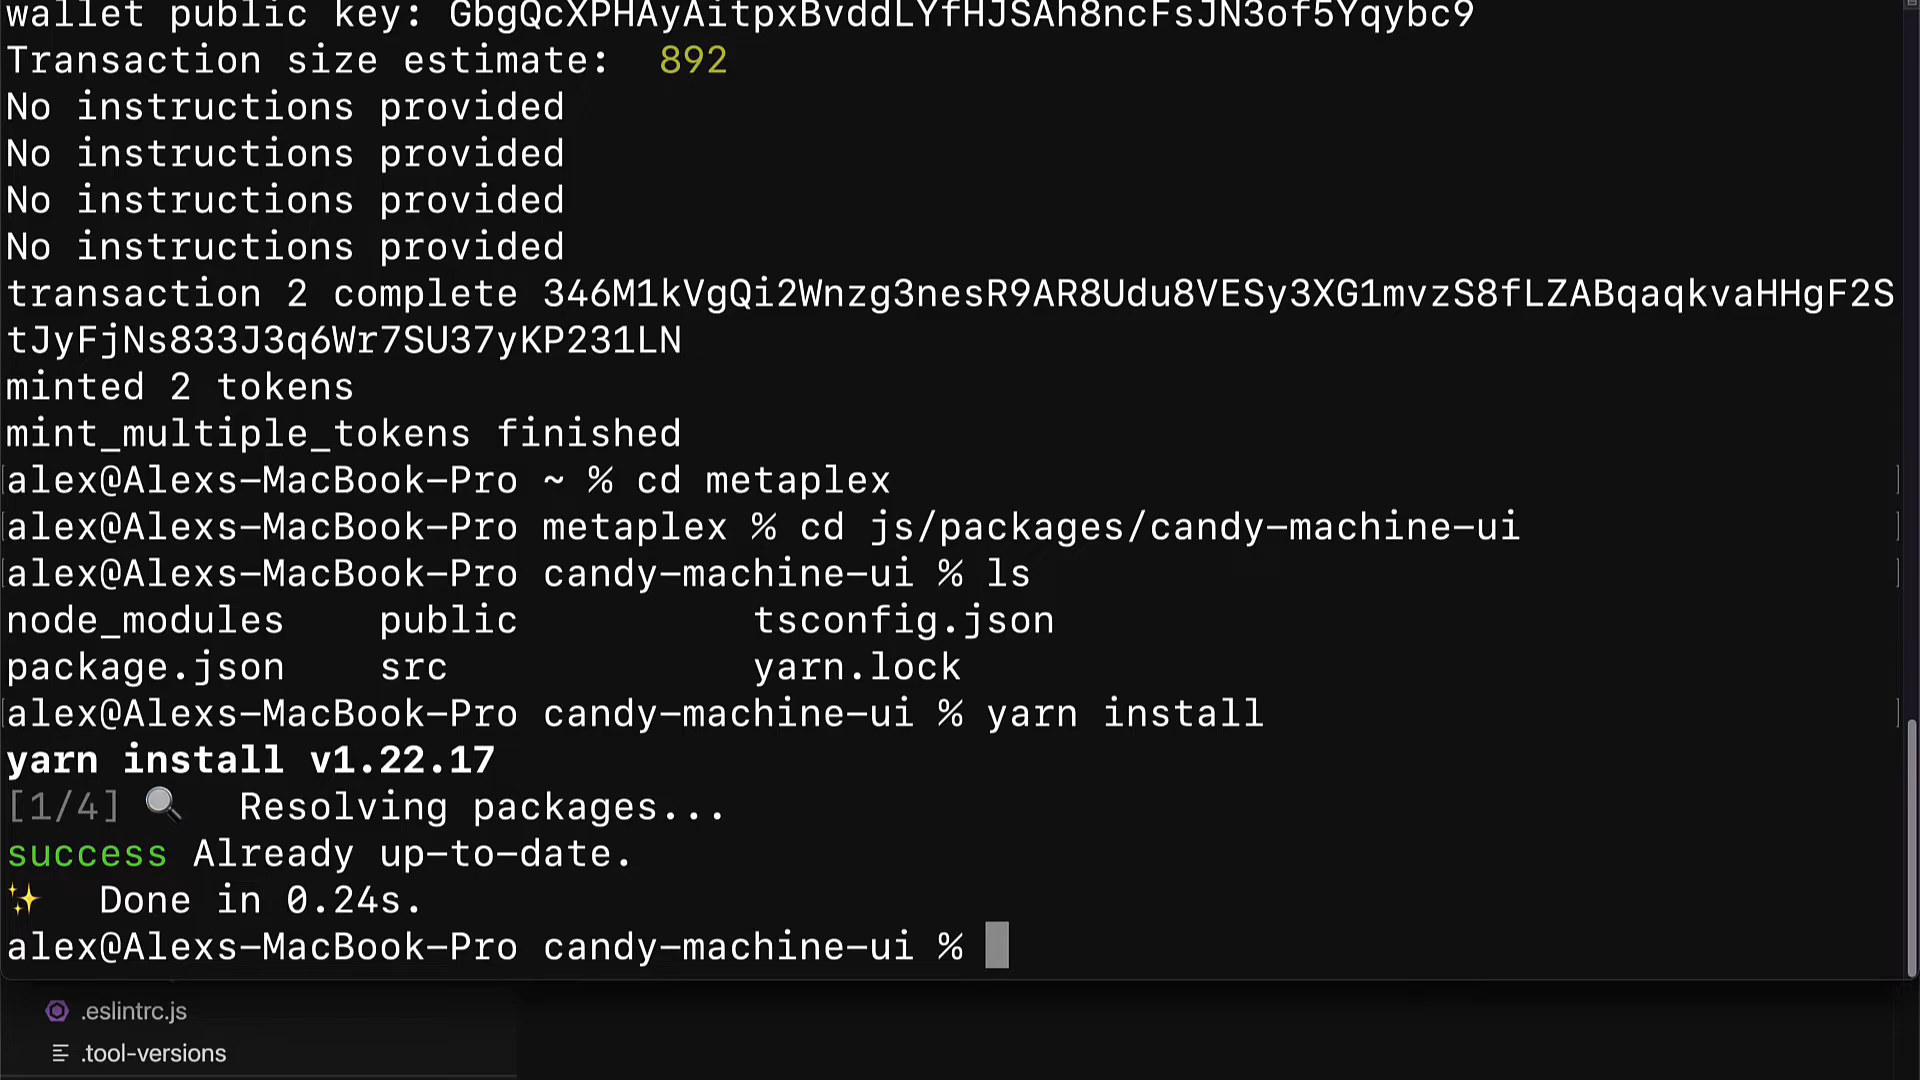 wallet public key: GbgQcXPHAyAitpxBvddLYfHJSAh8ncFsJN3of5Yqybc9
Transaction size estimate:  892
No instructions provided
No instructions provided
No instructions provided
No instructions provided
transaction 2 complete 346M1kVgQi2Wnzg3nesR9AR8Udu8VESy3XG1mvzS8fLZABqaqkvaHHgF2S
tJyFjNs833J3q6Wr7SU37yKP231LN
minted 2 tokens
mint_multiple_tokens finished
alex@Alexs-MacBook-Pro ~ % cd metaplex
alex@Alexs-MacBook-Pro metaplex % cd js/packages/candy-machine-ui
alex@Alexs-MacBook-Pro candy-machine-ui % ls
node_modules    public          tsconfig.json
package.json    src             yarn.lock
alex@Alexs-MacBook-Pro candy-machine-ui % yarn install
yarn install v1.22.17
[1/4] 🔍  Resolving packages...
success Already up-to-date.
✨  Done in 0.24s.
alex@Alexs-MacBook-Pro candy-machine-ui %
.eslintrc.js
.tool-versions